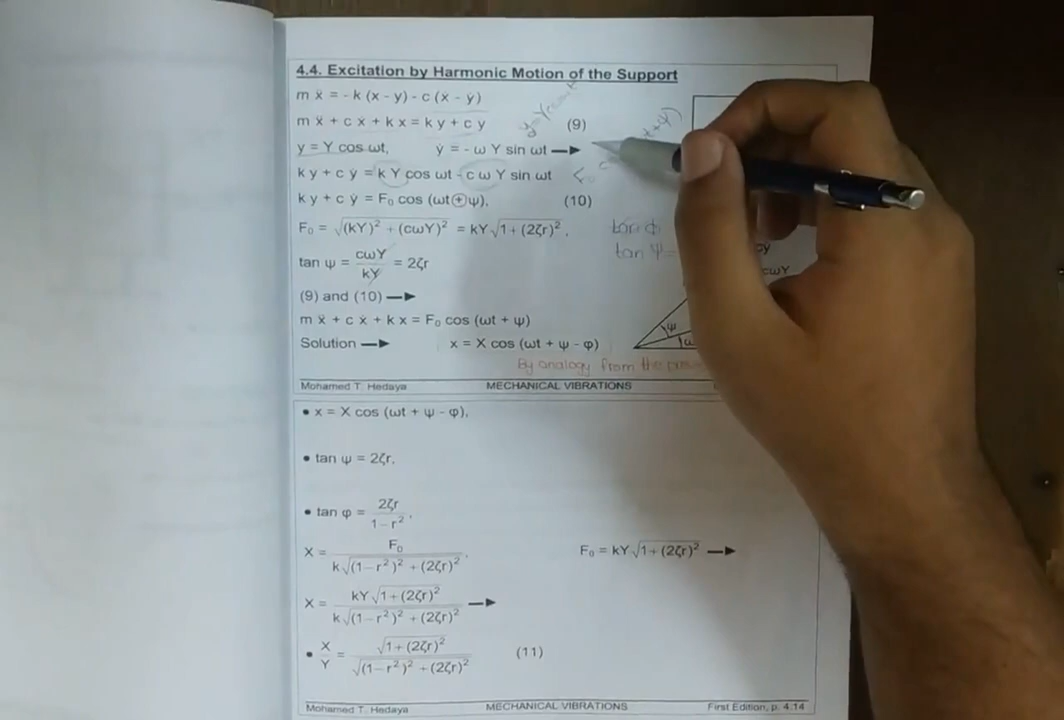 4.4. Excitation by Harmonic Motion of the Support
m ẍ = -k (x - y) - c (ẋ - ẏ)
m ẍ + c ẋ + k x = k y + c ẏ (9)
y = Y cos ωt, ẏ = - ω Y sin ωt →
k y + c ẏ = k Y cos ωt - c ω Y sin ωt
k y + c ẏ = F₀ cos (ωt + ψ), (10)
F₀ = √((kY)² + (cωY)²) = kY√(1 + (2ζr)²),
tan ψ = cωY/kY = 2ζr
tan ψ =
cωY
(9) and (10) →
m ẍ + c ẋ + k x = F₀ cos (ωt + ψ)
ψ
Solution → x = X cos (ωt + ψ - φ)
By analogy from the
Mohamed T. Hedaya MECHANICAL VIBRATIONS
• x = X cos (ωt + ψ - φ),
• tan ψ = 2ζr,
• tan φ = 2ζr/(1 - r²),
X = F₀/(k√((1 - r²)² + (2ζr)²)), F₀ = kY√(1 + (2ζr)²) →
X = kY√(1 + (2ζr)²)/(k√((1 - r²)² + (2ζr)²)) →
• X/Y = √(1 + (2ζr)²)/√((1 - r²)² + (2ζr)²) (11)
Mohamed T. Hedaya MECHANICAL VIBRATIONS First Edition, p. 4.14